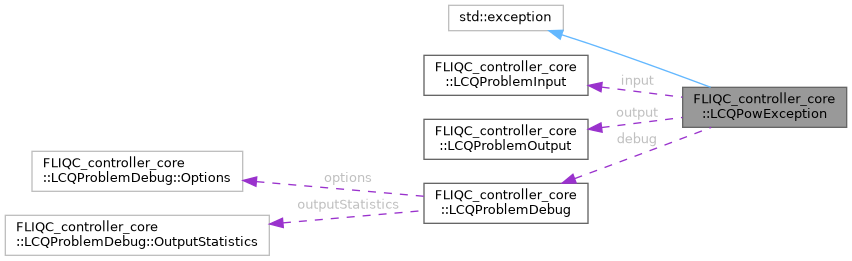 std::exception
FLIQC_controller_core
::LCQProblemInput
input
FLIQC_controller_core
::LCQPowException
output
FLIQC_controller_core
::LCQProblemOutput
debug
FLIQC_controller_core
::LCQProblemDebug::Options
options
FLIQC_controller_core
::LCQProblemDebug
outputStatistics
FLIQC_controller_core
::LCQProblemDebug::OutputStatistics